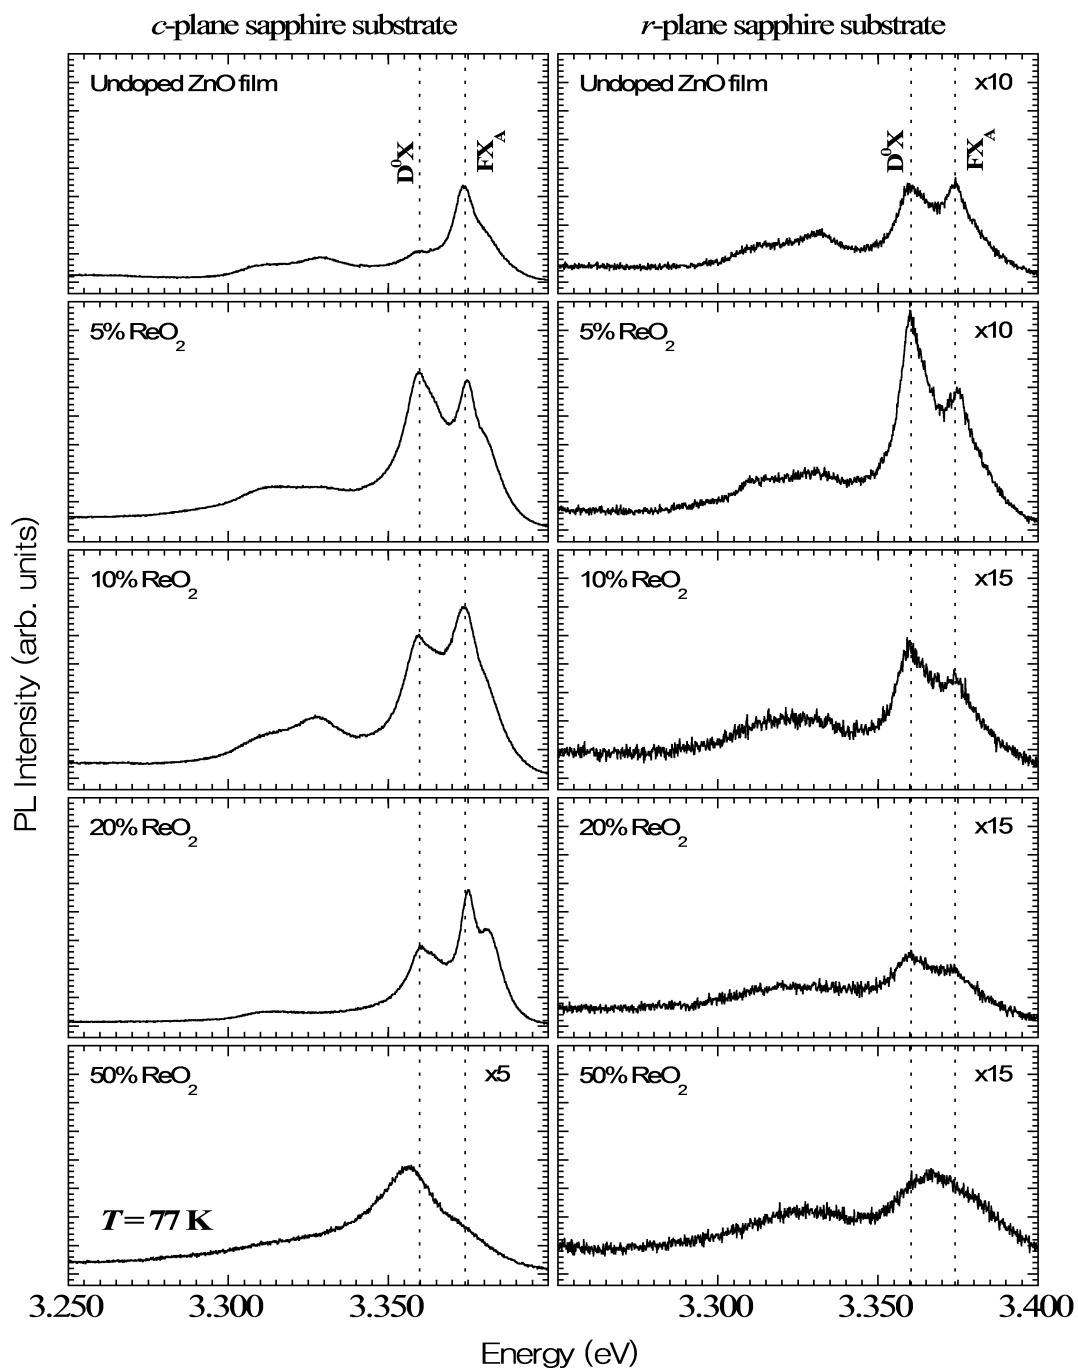 c-plane sapphire substrate
r-plane sapphire substrate
Undoped ZnO film
D⁰X
FX_A
Undoped ZnO film
x10
D⁰X
FX_A
5% ReO₂
5% ReO₂
x10
10% ReO₂
10% ReO₂
x15
20% ReO₂
20% ReO₂
x15
50% ReO₂
x5
T = 77 K
50% ReO₂
x15
PL Intensity (arb. units)
3.250 3.300 3.350 3.300 3.350 3.400
Energy (eV)